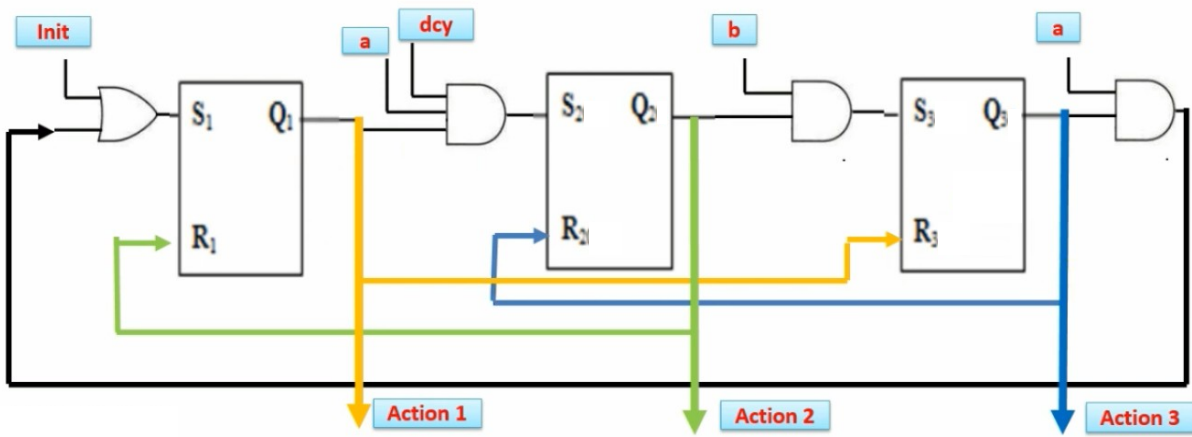 Init
a
dcy
b
a
S1
Q1
S2
Q2
S3
Q3
R1
R2
R3
Action 1
Action 2
Action 3